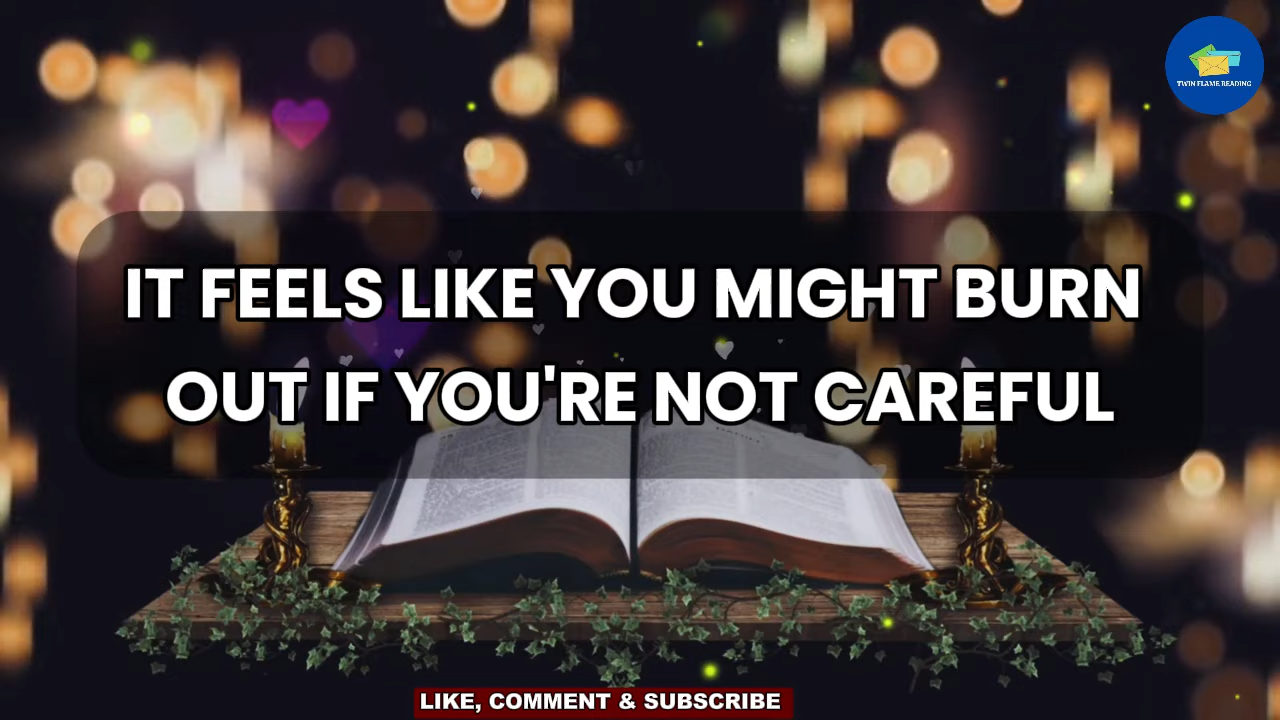 TWIN FLAME READING
IT FEELS LIKE YOU MIGHT BURN
OUT IF YOU'RE NOT CAREFUL
LIKE, COMMENT & SUBSCRIBE